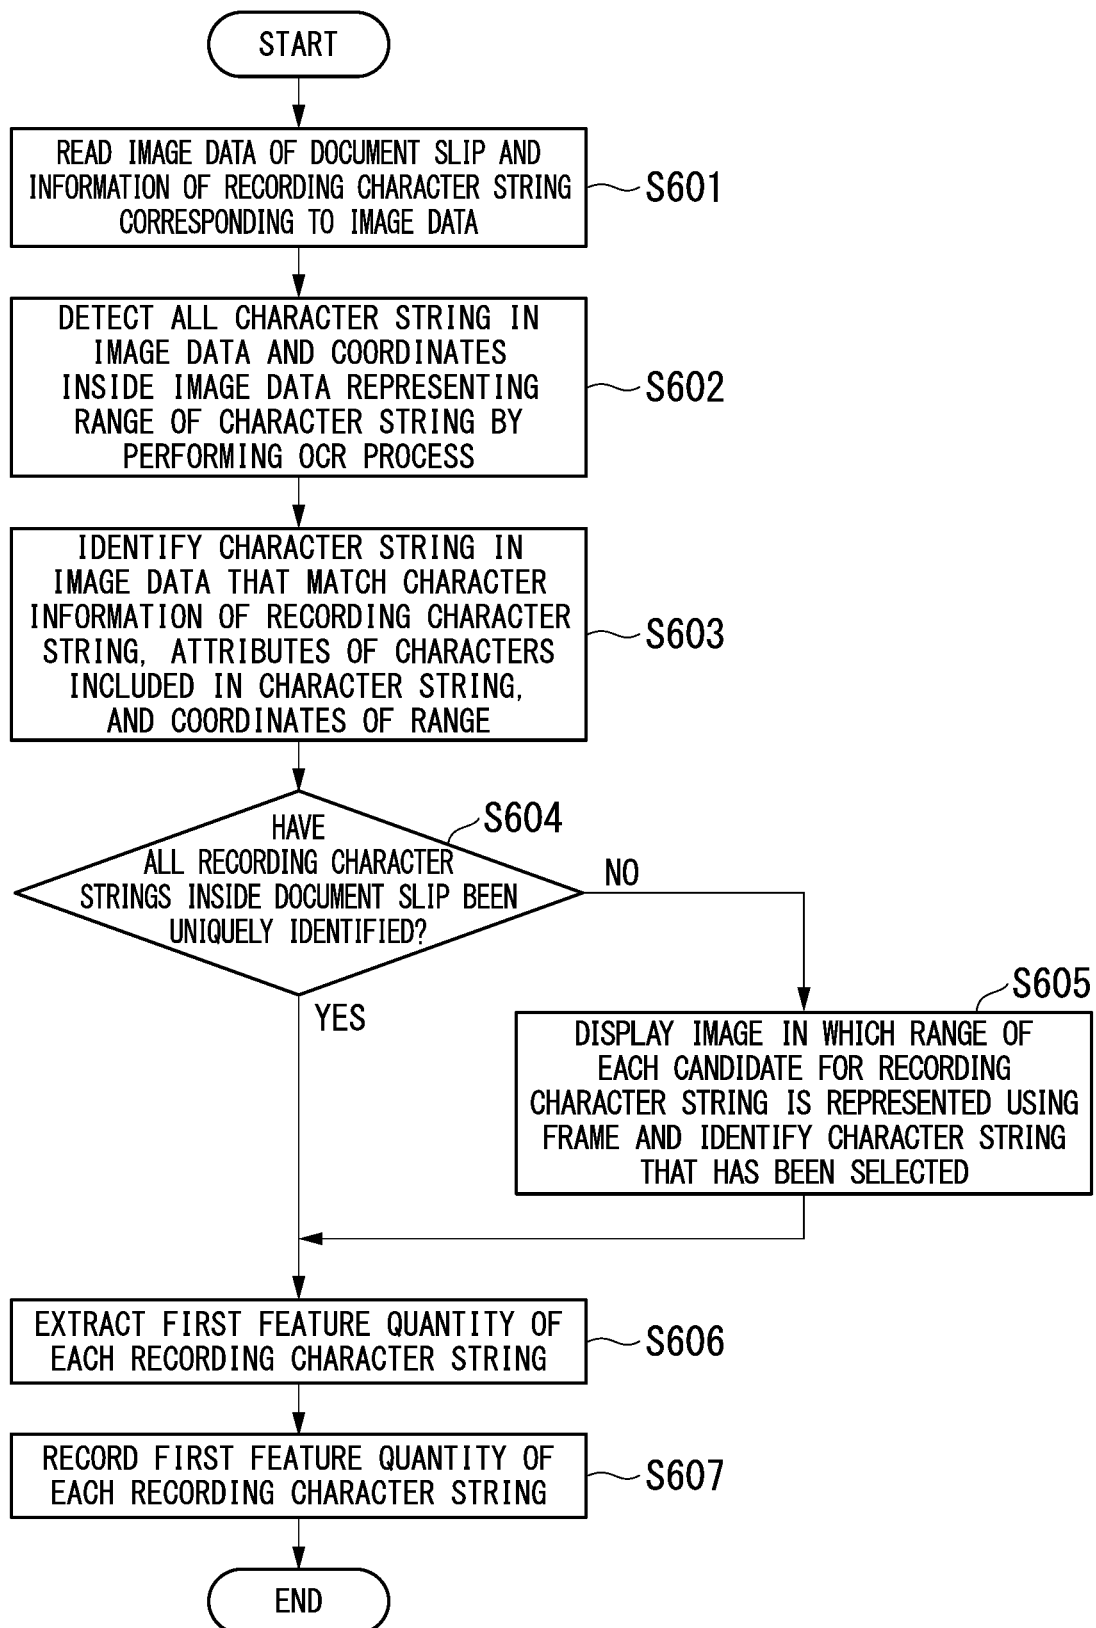 START
READ IMAGE DATA OF DOCUMENT SLIP AND
INFORMATION OF RECORDING CHARACTER STRING
CORRESPONDING TO IMAGE DATA
S601
DETECT ALL CHARACTER STRING IN
IMAGE DATA AND COORDINATES
INSIDE IMAGE DATA REPRESENTING
RANGE OF CHARACTER STRING BY
PERFORMING OCR PROCESS
S602
IDENTIFY CHARACTER STRING IN
IMAGE DATA THAT MATCH CHARACTER
INFORMATION OF RECORDING CHARACTER
STRING, ATTRIBUTES OF CHARACTERS
INCLUDED IN CHARACTER STRING,
AND COORDINATES OF RANGE
S603
HAVE
ALL RECORDING CHARACTER
STRINGS INSIDE DOCUMENT SLIP BEEN
UNIQUELY IDENTIFIED?
S604
NO
YES
S605
DISPLAY IMAGE IN WHICH RANGE OF
EACH CANDIDATE FOR RECORDING
CHARACTER STRING IS REPRESENTED USING
FRAME AND IDENTIFY CHARACTER STRING
THAT HAS BEEN SELECTED
EXTRACT FIRST FEATURE QUANTITY OF
EACH RECORDING CHARACTER STRING
S606
RECORD FIRST FEATURE QUANTITY OF
EACH RECORDING CHARACTER STRING
S607
END